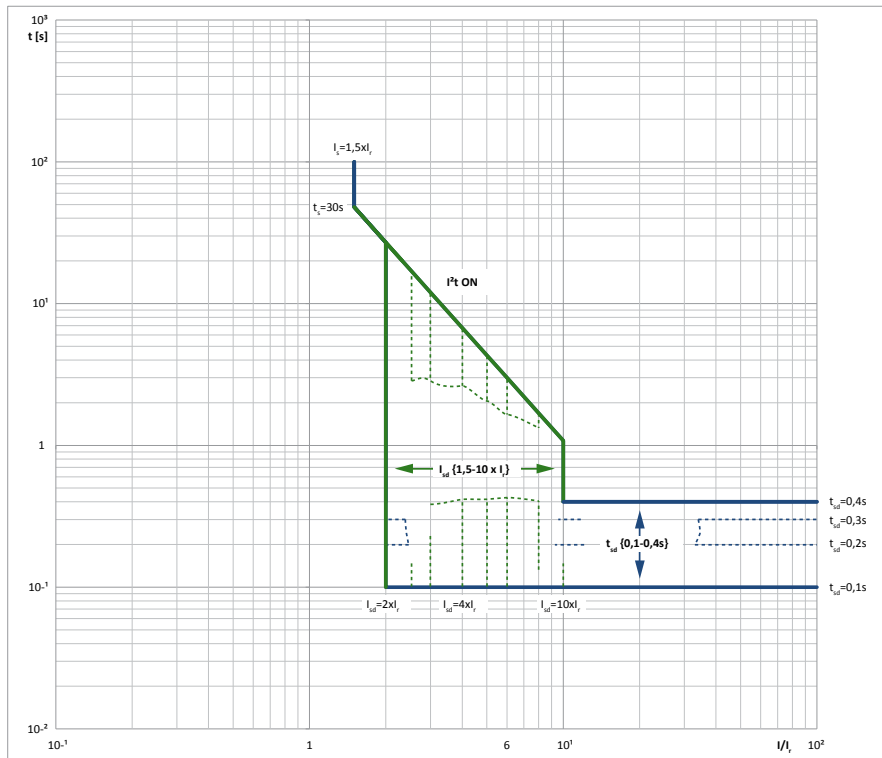 10³
t [s]
10²
I_s=1,5xI_r
t_s=30s
I²t ON
10¹
1
I_sd {1,5-10 x I_r}
t_sd=0,4s
t_sd=0,3s
t_sd {0,1-0,4s}
t_sd=0,2s
10⁻¹
t_sd=0,1s
I_sd=2xI_r
I_sd=4xI_r
I_sd=10xI_r
10⁻²
10⁻¹
1
6
10¹
I/I_r
10²